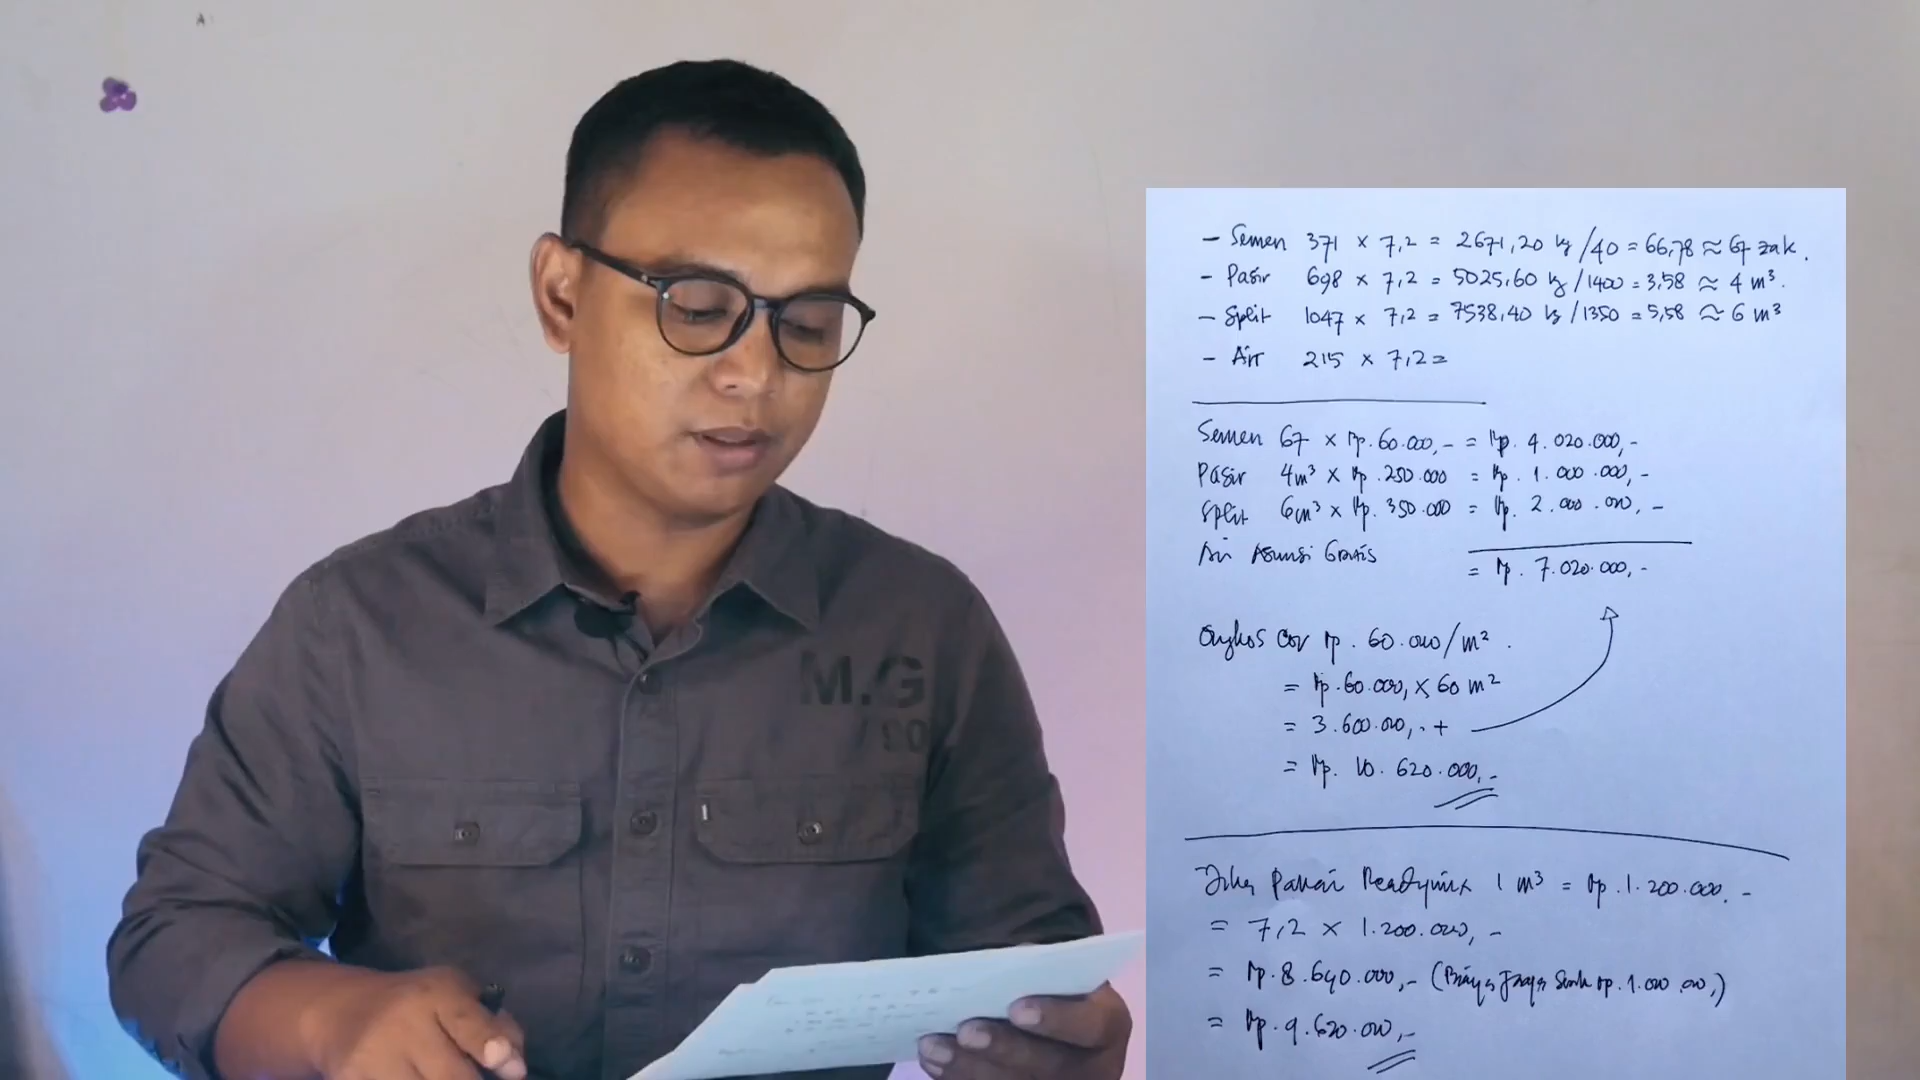 M.G
- Semen 371 x 7,2 = 2671,20 kg /40 = 66,78 ≈ 67 zak.
- Pasir 698 x 7,2 = 5025,60 kg /1400 = 3,58 ≈ 4 m³.
- Split 1047 x 7,2 = 7538,40 kg /1350 = 5,58 ≈ 6 m³
- Air 215 x 7,2 =
Semen 67 x Rp. 60.000,- = Rp. 4.020.000,-
Pasir 4m³ x Rp. 250.000 = Rp. 1.000.000,-
Split 6m³ x Rp. 350.000 = Rp. 2.000.000,-
Air Asumsi Gratis
= Rp. 7.020.000,-
Ongkos Cor Rp. 60.000/m².
= Rp. 60.000, x 60 m²
= 3.600.000,- +
= Rp. 10.620.000,-
Jika Pakai Readymix 1 m³ = Rp. 1.200.000.-
= 7,2 x 1.200.000,-
= Rp. 8.640.000,- (Biaya Rp. 1.000.000,)
= Rp. 9.620.000,-